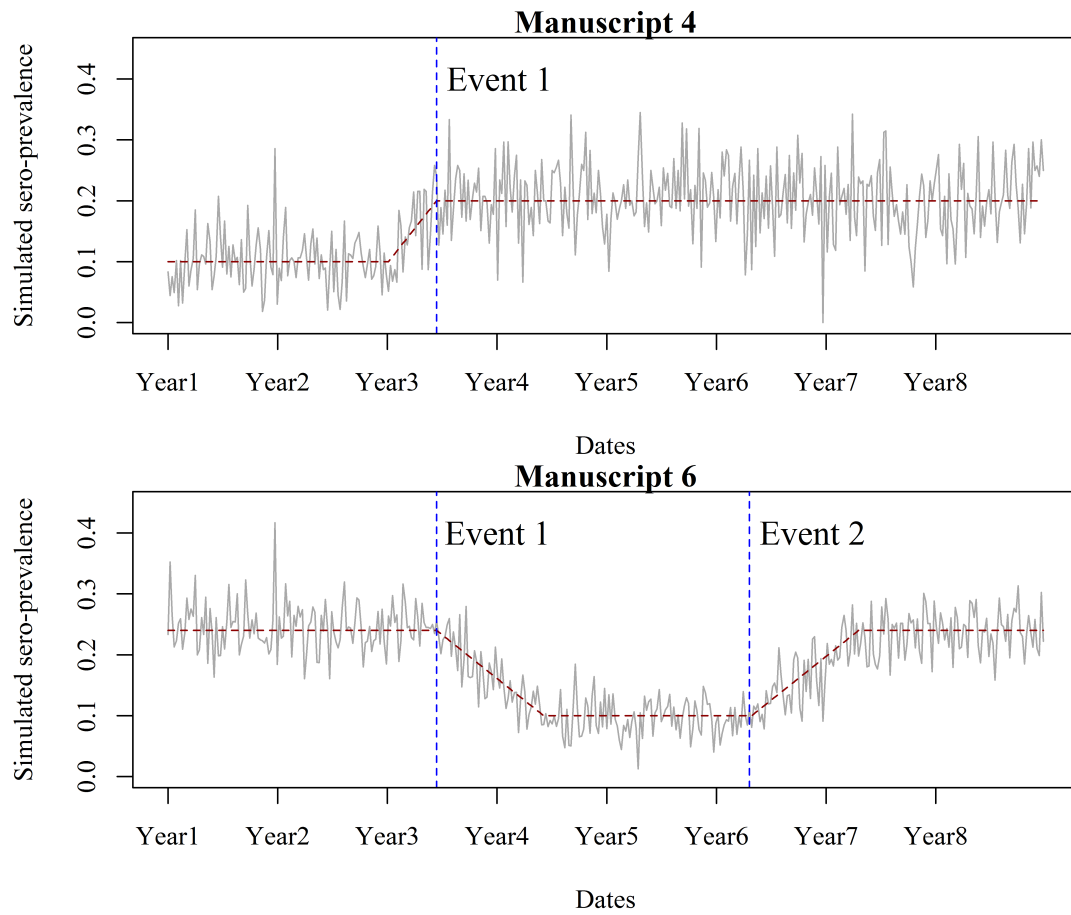 Manuscript 4
Simulated sero-prevalence
0.4
0.3
0.2
0.1
0.0
Event 1
Year1 Year2 Year3 Year4 Year5 Year6 Year7 Year8
Dates
Manuscript 6
Simulated sero-prevalence
0.4
0.3
0.2
0.1
0.0
Event 1 Event 2
Year1 Year2 Year3 Year4 Year5 Year6 Year7 Year8
Dates